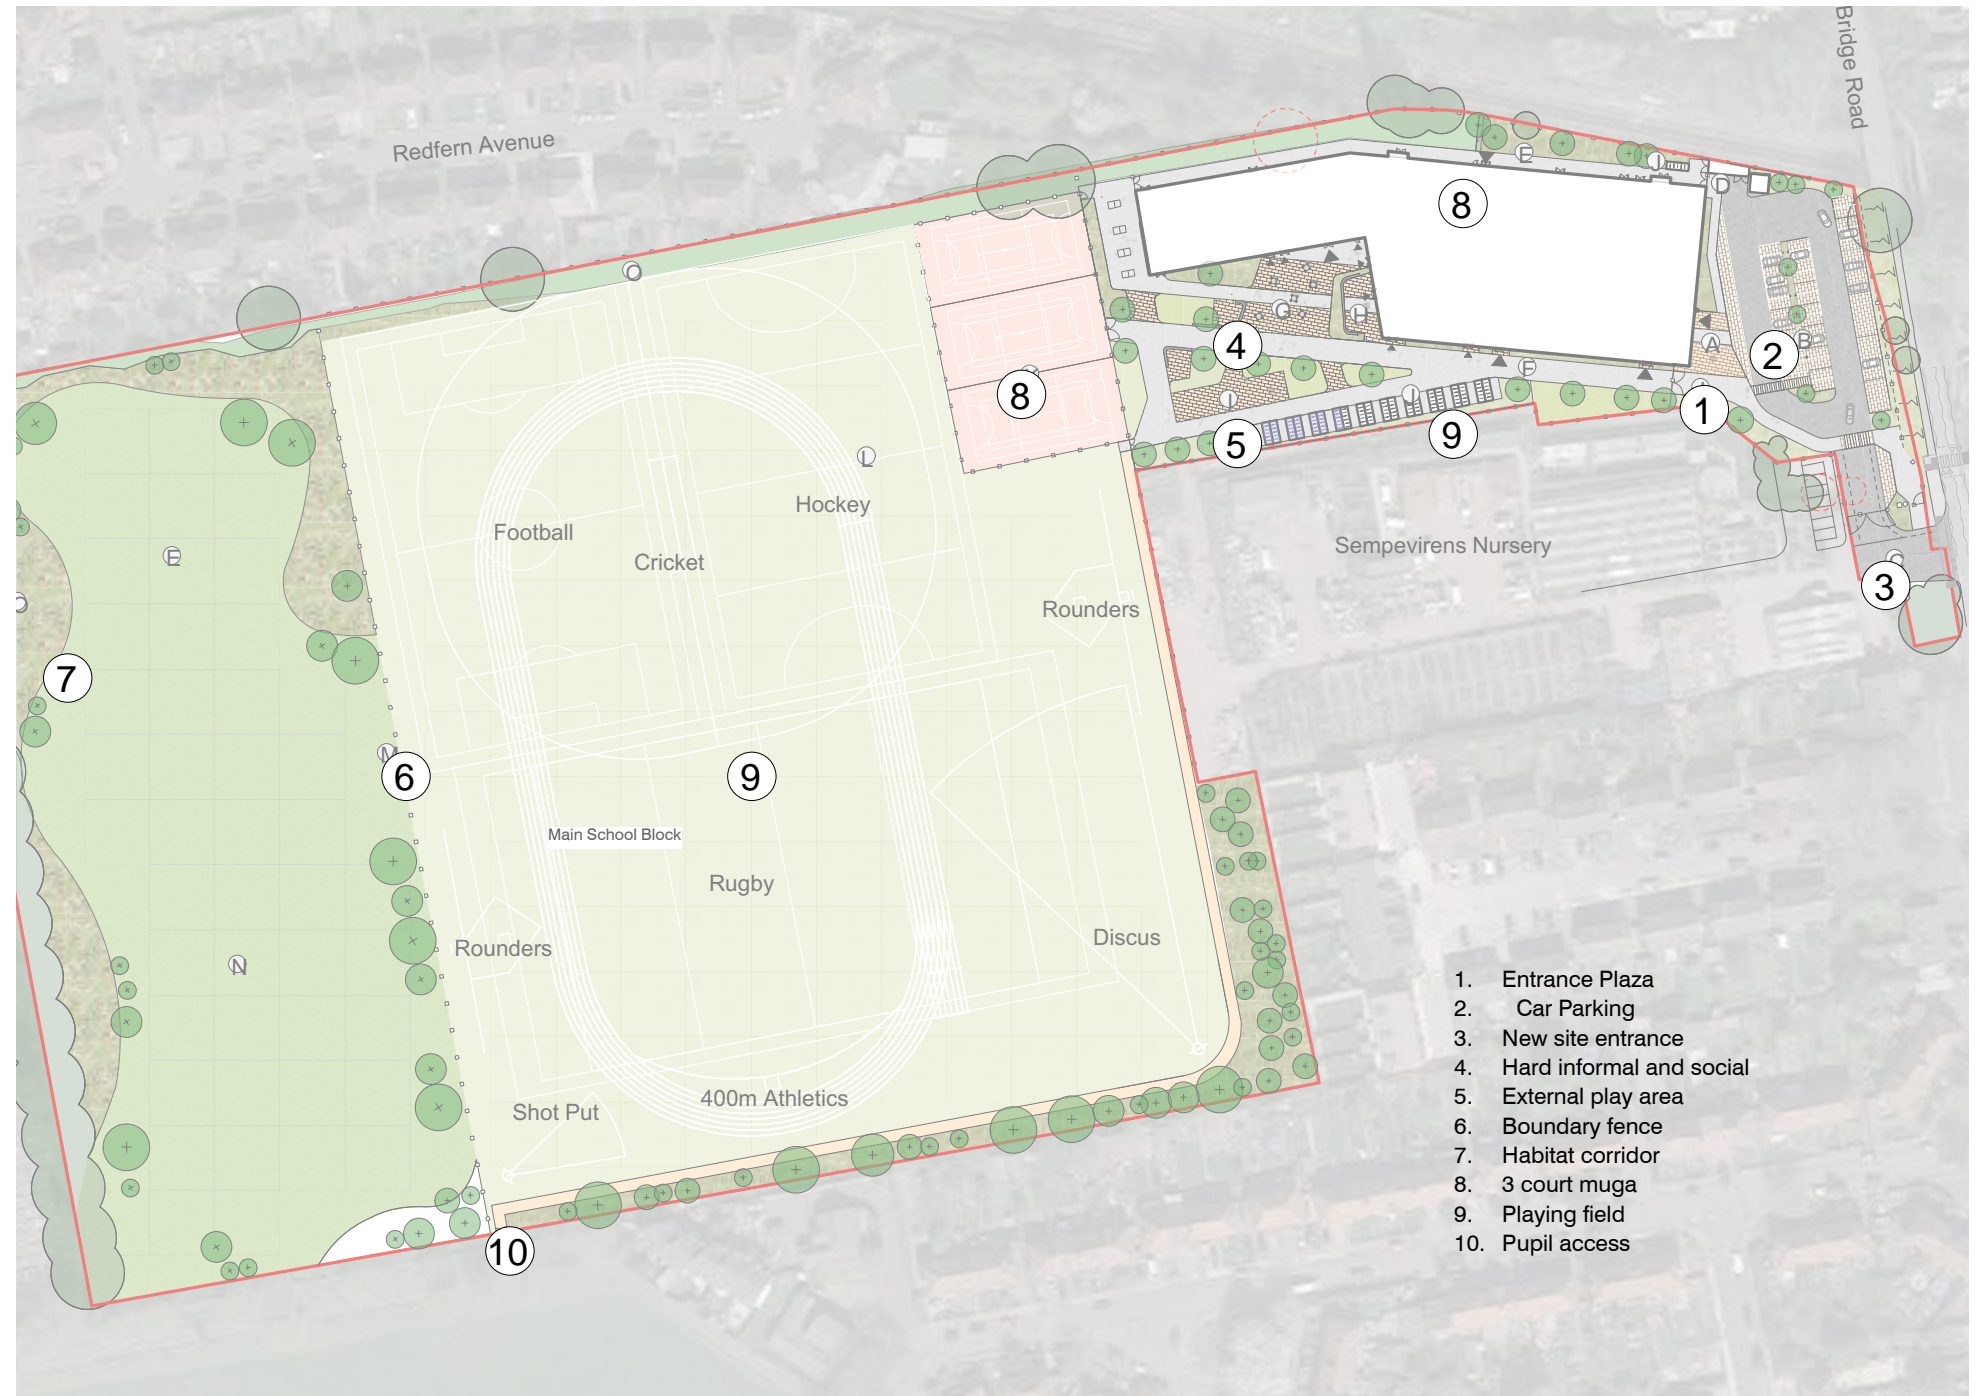 Bridge Road
Redfern Avenue
8
E
J
D
O
G
H
4
8
A
B
2
F
J
J
1
5
9
L
Hockey
Football
Cricket
Sempevirens Nursery
E
C
3
Rounders
7
M
6
9
Main School Block
Rugby
Rounders
Discus
N
400m Athletics
Shot Put
10
1. Entrance Plaza
2. Car Parking
3. New site entrance
4. Hard informal and social
5. External play area
6. Boundary fence
7. Habitat corridor
8. 3 court muga
9. Playing field
10. Pupil access